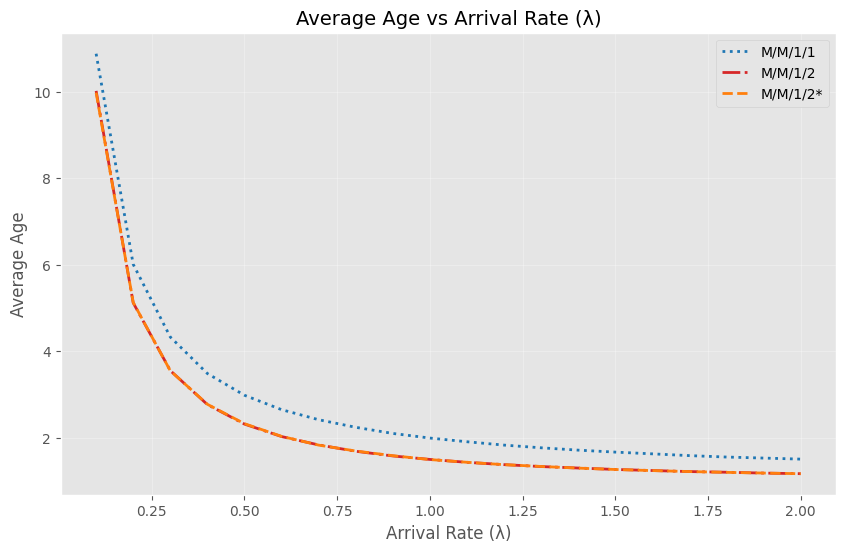 Average Age vs Arrival Rate (λ)
M/M/1/1
M/M/1/2
M/M/1/2*
Average Age
10
8
6
4
2
0.25 0.50 0.75 1.00 1.25 1.50 1.75 2.00
Arrival Rate (λ)